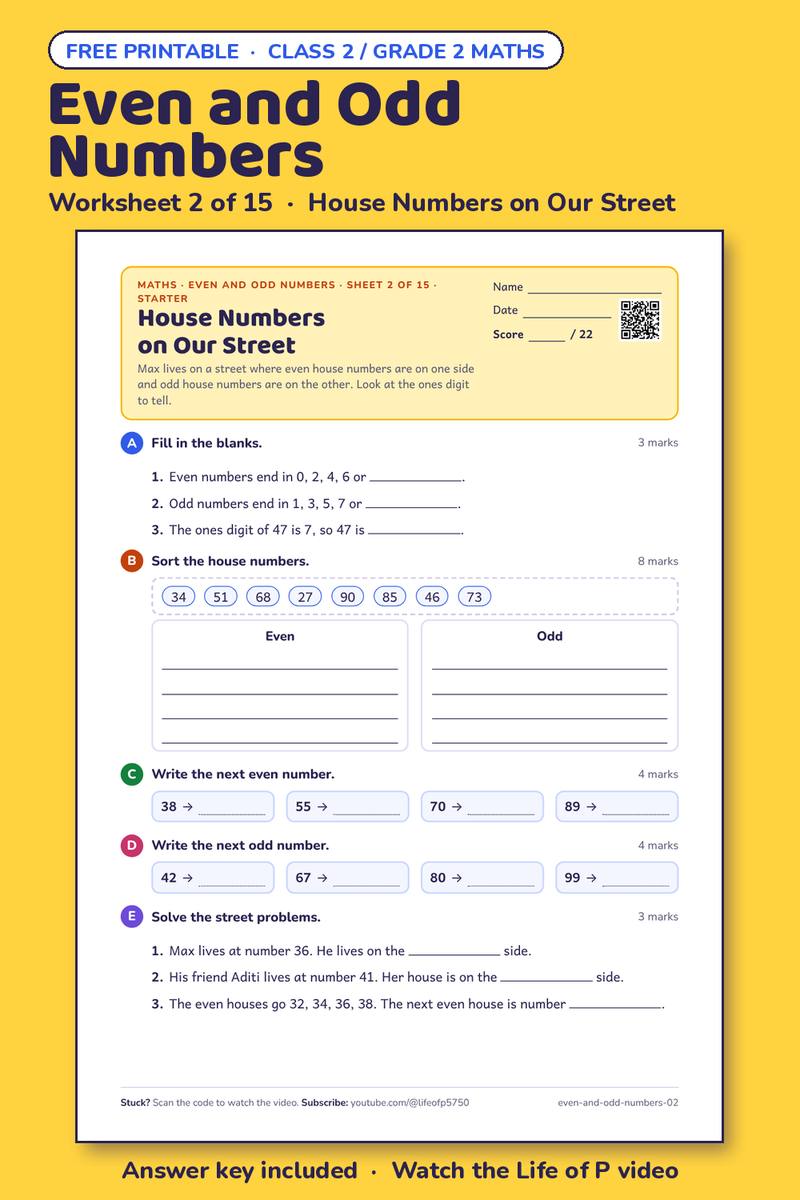 FREE PRINTABLE · CLASS 2 / GRADE 2 MATHS
Even and Odd
Numbers
Worksheet 2 of 15 · House Numbers on Our Street
MATHS · EVEN AND ODD NUMBERS · SHEET 2 OF 15 ·
STARTER
House Numbers
on Our Street
Max lives on a street where even house numbers are on one side
and odd house numbers are on the other. Look at the ones digit
to tell.
Name
Date
Score / 22
A Fill in the blanks. 3 marks
1. Even numbers end in 0, 2, 4, 6 or ____________.
2. Odd numbers end in 1, 3, 5, 7 or ____________.
3. The ones digit of 47 is 7, so 47 is ____________.
B Sort the house numbers. 8 marks
34 51 68 27 90 85 46 73
Even Odd
C Write the next even number. 4 marks
38 → 55 → 70 → 89 →
D Write the next odd number. 4 marks
42 → 67 → 80 → 99 →
E Solve the street problems. 3 marks
1. Max lives at number 36. He lives on the ____________ side.
2. His friend Aditi lives at number 41. Her house is on the ____________ side.
3. The even houses go 32, 34, 36, 38. The next even house is number ____________.
Stuck? Scan the code to watch the video. Subscribe: youtube.com/@lifeofp5750 even-and-odd-numbers-02
Answer key included · Watch the Life of P video